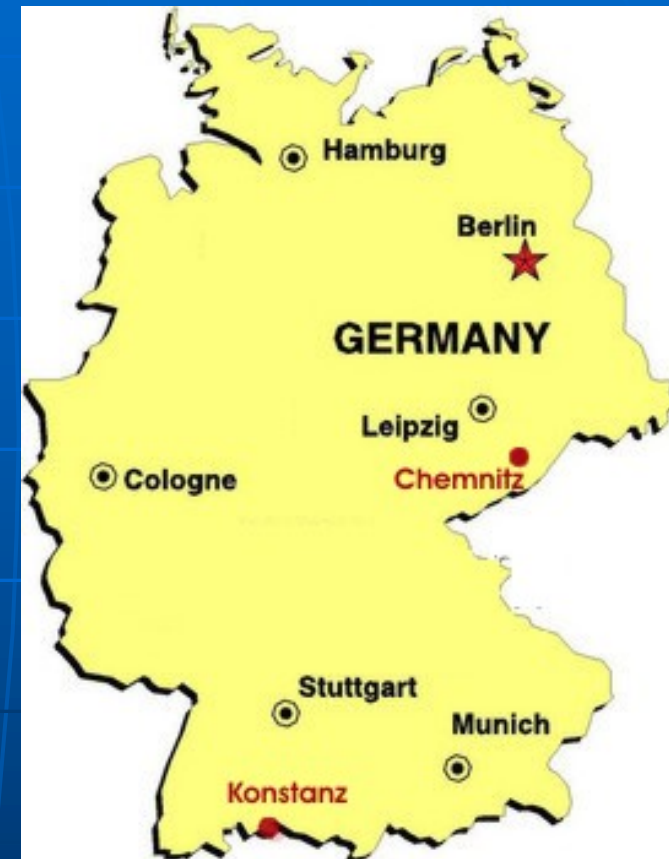 Hamburg
Berlin
GERMANY
Leipzig
Chemnitz
Cologne
Stuttgart
Munich
Konstanz